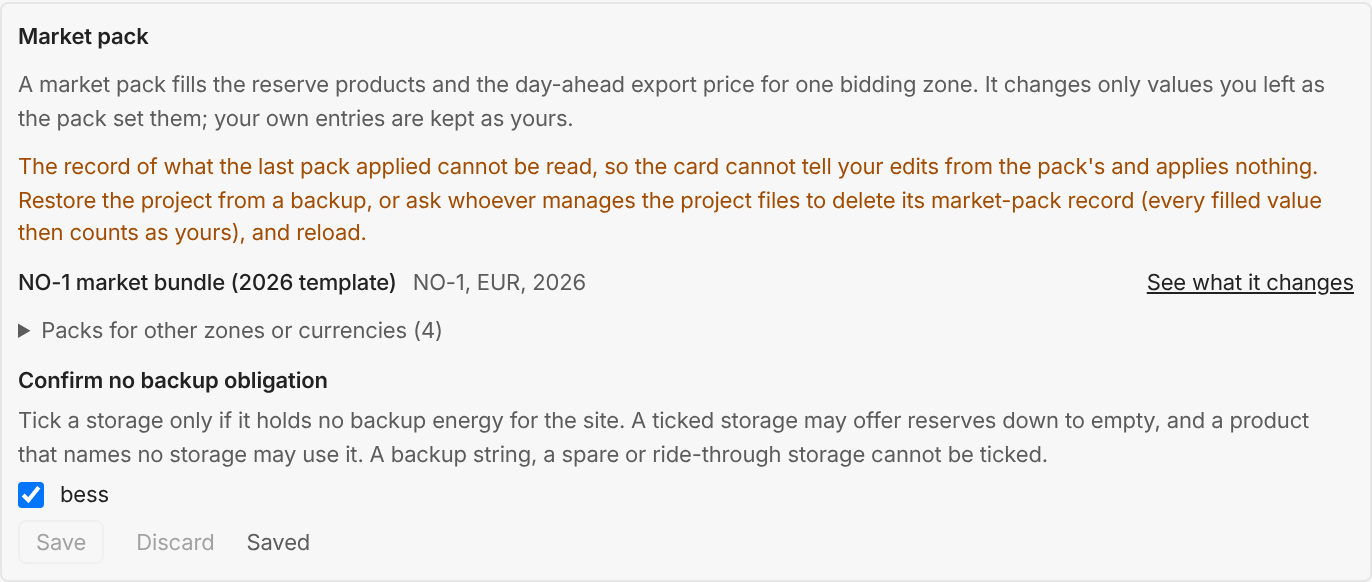 Market pack
A market pack fills the reserve products and the day-ahead export price for one bidding zone. It changes only values you left as
the pack set them; your own entries are kept as yours.
The record of what the last pack applied cannot be read, so the card cannot tell your edits from the pack's and applies nothing.
Restore the project from a backup, or ask whoever manages the project files to delete its market-pack record (every filled value
then counts as yours), and reload.
NO-1 market bundle (2026 template) NO-1, EUR, 2026 See what it changes
Packs for other zones or currencies (4)
Confirm no backup obligation
Tick a storage only if it holds no backup energy for the site. A ticked storage may offer reserves down to empty, and a product
that names no storage may use it. A backup string, a spare or ride-through storage cannot be ticked.
bess
Save Discard Saved